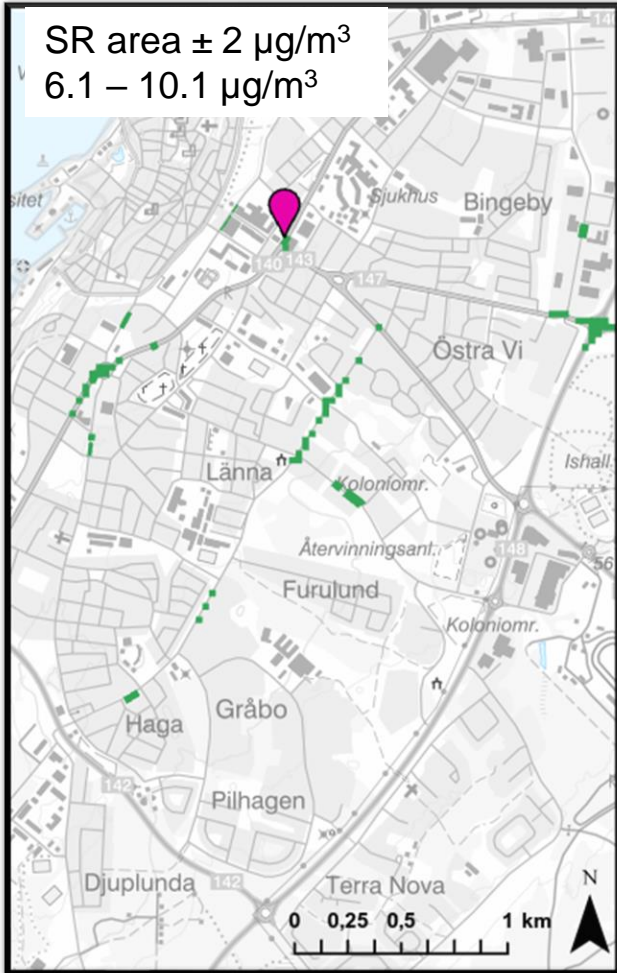 SR area ± 2 µg/m³
6.1 – 10.1 µg/m³
sitet
Sjukhus
Bingeby
140 143
147
Östra Vi
Länna
Koloniomr.
Ishall
Återvinningsanl.
148
Furulund
Koloniomr.
Gråbo
Haga
142
Pilhagen
Djuplunda
142
Terra Nova
N
0 0,25 0,5 1 km